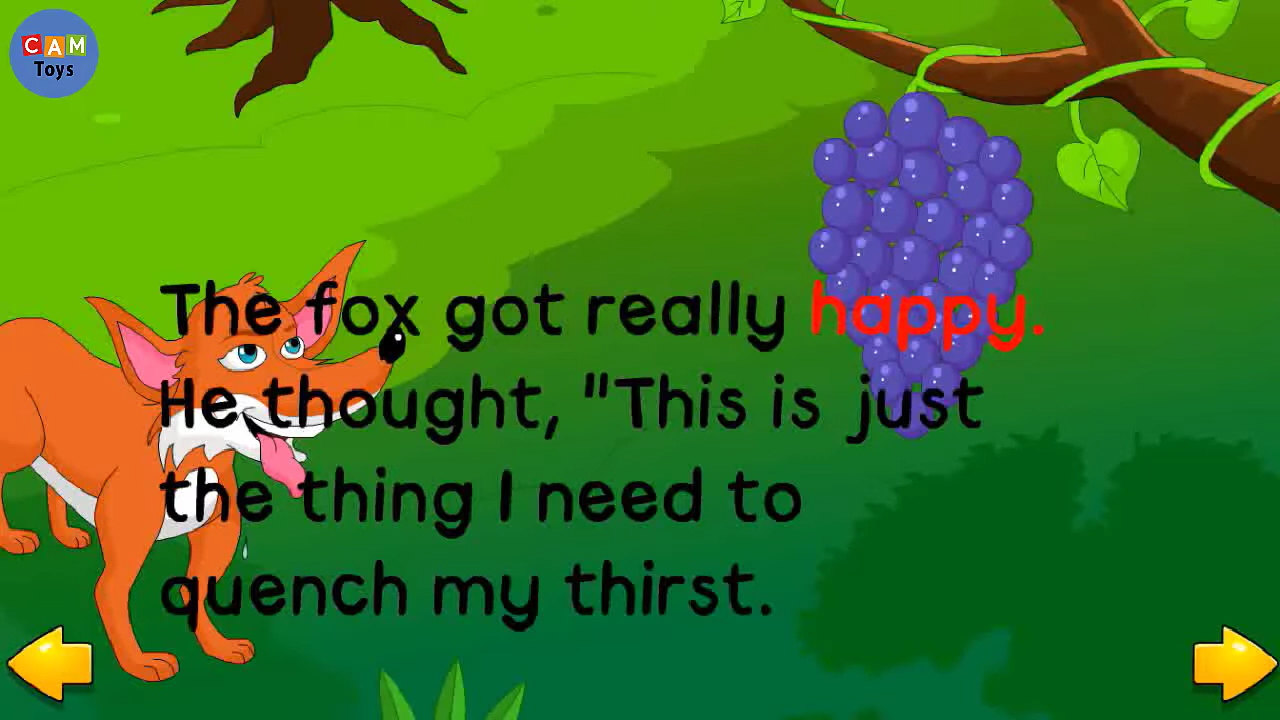 CAM
Toys
The fox got really happy.
He thought, "This is just
the thing I need to
quench my thirst.